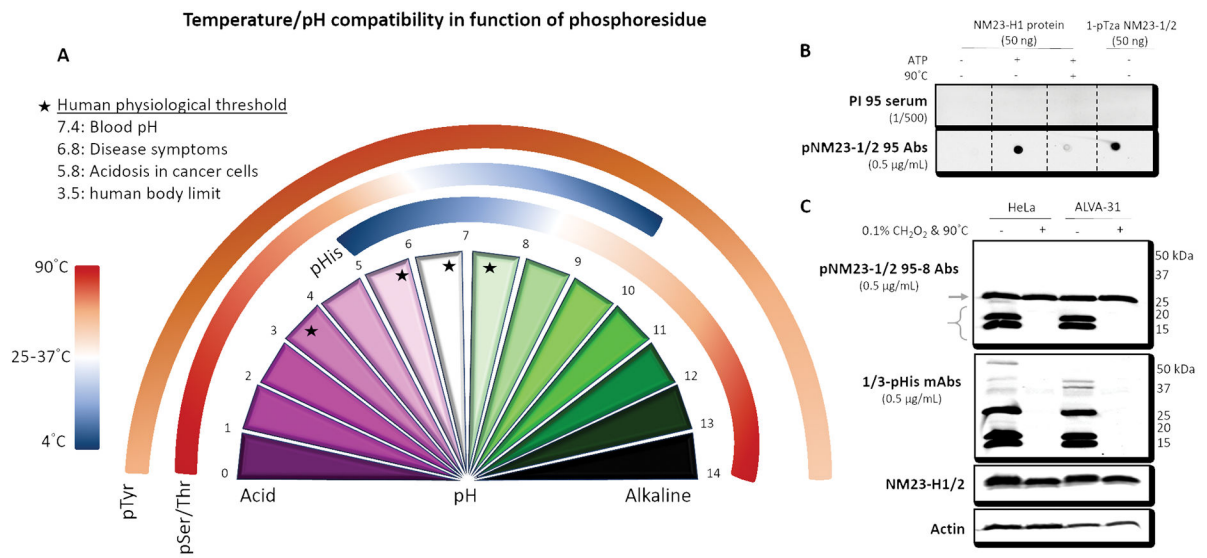 Temperature/pH compatibility in function of phosphoresidue
A
★ Human physiological threshold
7.4: Blood pH
6.8: Disease symptoms
5.8: Acidosis in cancer cells
3.5: human body limit
90°C
25-37°C
4°C
pHis
pTyr
pSer/Thr
0
1
2
3
4
5
6
7
8
9
10
11
12
13
14
Acid
pH
Alkaline
B
NM23-H1 protein
(50 ng)
1-pTza NM23-1/2
(50 ng)
ATP - + + -
90°C - - + -
PI 95 serum
(1/500)
pNM23-1/2 95 Abs
(0.5 µg/mL)
C
HeLa ALVA-31
0.1% CH₂O₂ & 90°C - + - +
pNM23-1/2 95-8 Abs
(0.5 µg/mL)
50 kDa
37
25
20
15
1/3-pHis mAbs
(0.5 µg/mL)
50 kDa
37
25
20
15
NM23-H1/2
Actin